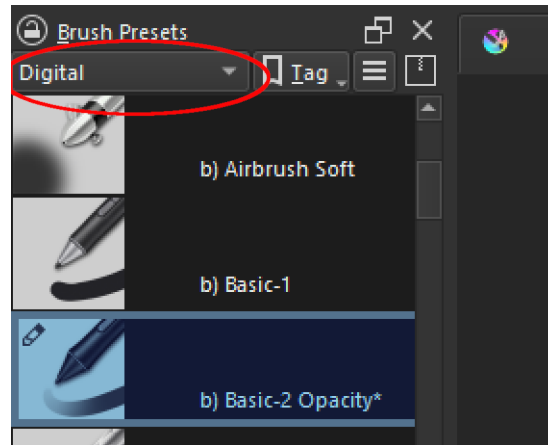 Brush Presets
Digital
Tag
b) Airbrush Soft
b) Basic-1
b) Basic-2 Opacity*